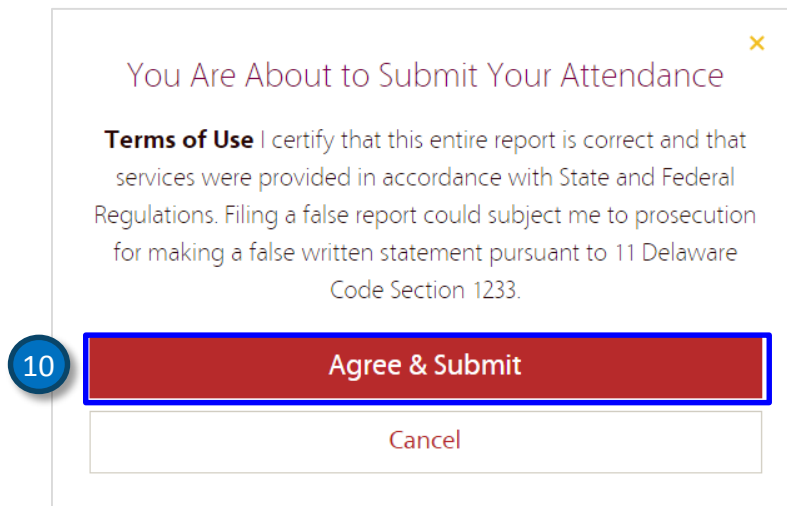 ×
You Are About to Submit Your Attendance
Terms of Use I certify that this entire report is correct and that
services were provided in accordance with State and Federal
Regulations. Filing a false report could subject me to prosecution
for making a false written statement pursuant to 11 Delaware
Code Section 1233.
10
Agree & Submit
Cancel